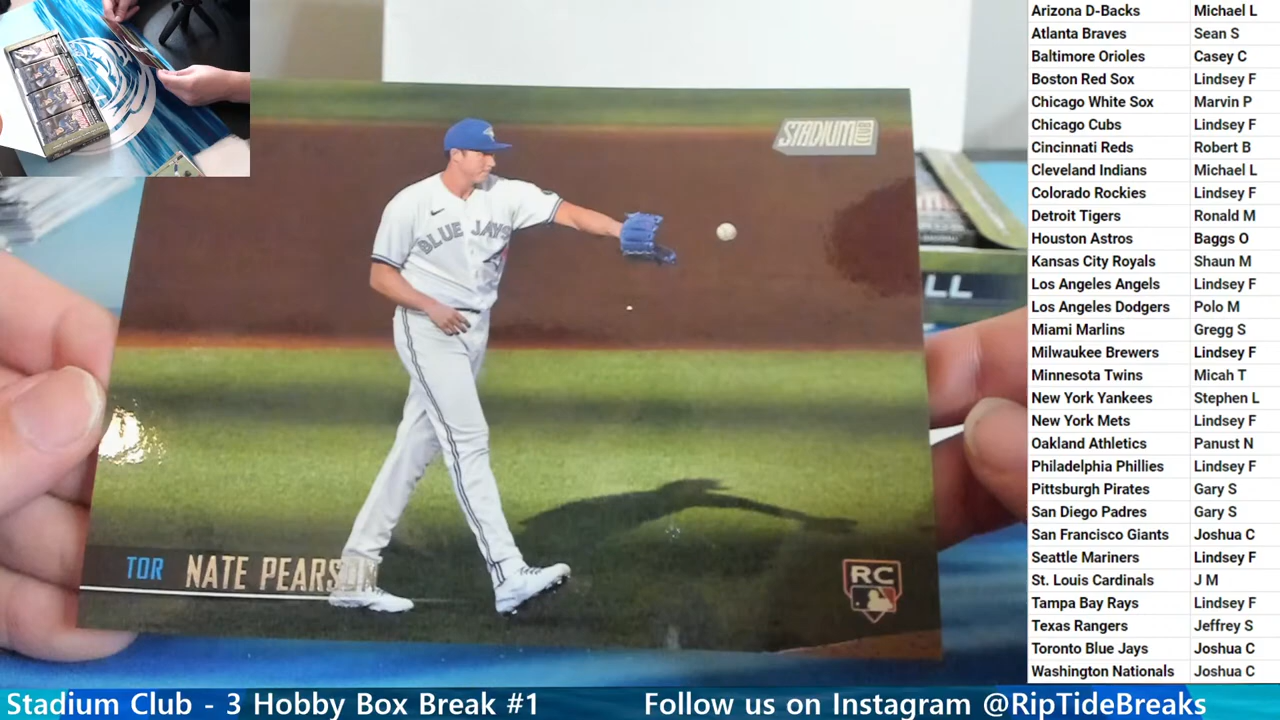 STADIUM CLUB
BLUE JAYS
LL
TOR NATE PEARSON
RC
Arizona D-Backs Michael L
Atlanta Braves Sean S
Baltimore Orioles Casey C
Boston Red Sox Lindsey F
Chicago White Sox Marvin P
Chicago Cubs Lindsey F
Cincinnati Reds Robert B
Cleveland Indians Michael L
Colorado Rockies Lindsey F
Detroit Tigers Ronald M
Houston Astros Baggs O
Kansas City Royals Shaun M
Los Angeles Angels Lindsey F
Los Angeles Dodgers Polo M
Miami Marlins Gregg S
Milwaukee Brewers Lindsey F
Minnesota Twins Micah T
New York Yankees Stephen L
New York Mets Lindsey F
Oakland Athletics Panust N
Philadelphia Phillies Lindsey F
Pittsburgh Pirates Gary S
San Diego Padres Gary S
San Francisco Giants Joshua C
Seattle Mariners Lindsey F
St. Louis Cardinals J M
Tampa Bay Rays Lindsey F
Texas Rangers Jeffrey S
Toronto Blue Jays Joshua C
Washington Nationals Joshua C
Stadium Club - 3 Hobby Box Break #1 Follow us on Instagram @RipTideBreaks